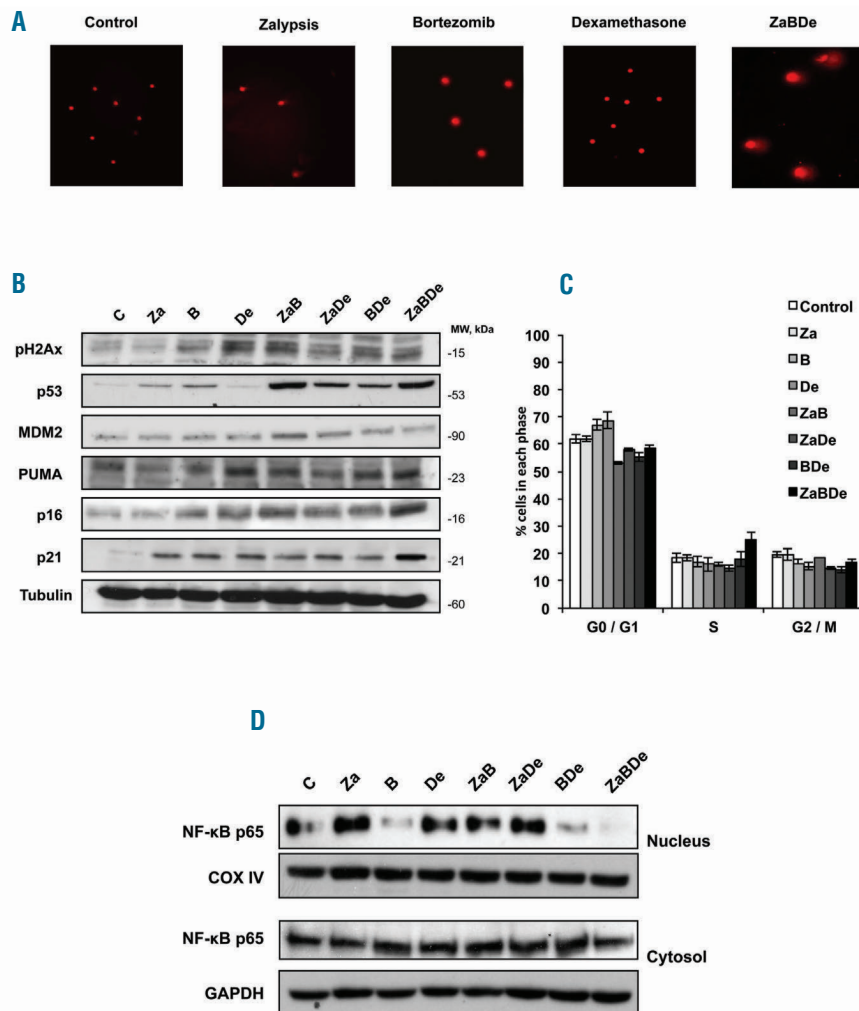 A
Control Zalypsis Bortezomib Dexamethasone ZaBDe
B
C Za B De ZaB ZaDe BDe ZaBDe
MW, kDa
pH2Ax -15
p53 -53
MDM2 -90
PUMA -23
p16 -16
p21 -21
Tubulin -60
C
Control
Za
B
De
ZaB
ZaDe
BDe
ZaBDe
% cells in each phase
100
90
80
70
60
50
40
30
20
10
0
G0 / G1 S G2 / M
D
C Za B De ZaB ZaDe BDe ZaBDe
NF-κB p65 Nucleus
COX IV
NF-κB p65 Cytosol
GAPDH